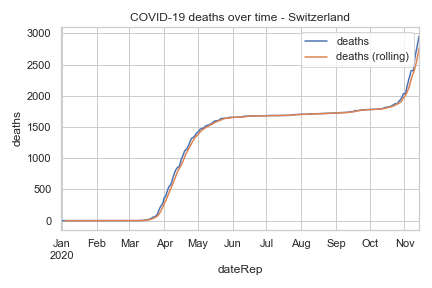 COVID-19 deaths over time - Switzerland
deaths
deaths (rolling)
3000
2500
2000
1500
1000
500
0
deaths
Jan Feb Mar Apr May Jun Jul Aug Sep Oct Nov
2020
dateRep